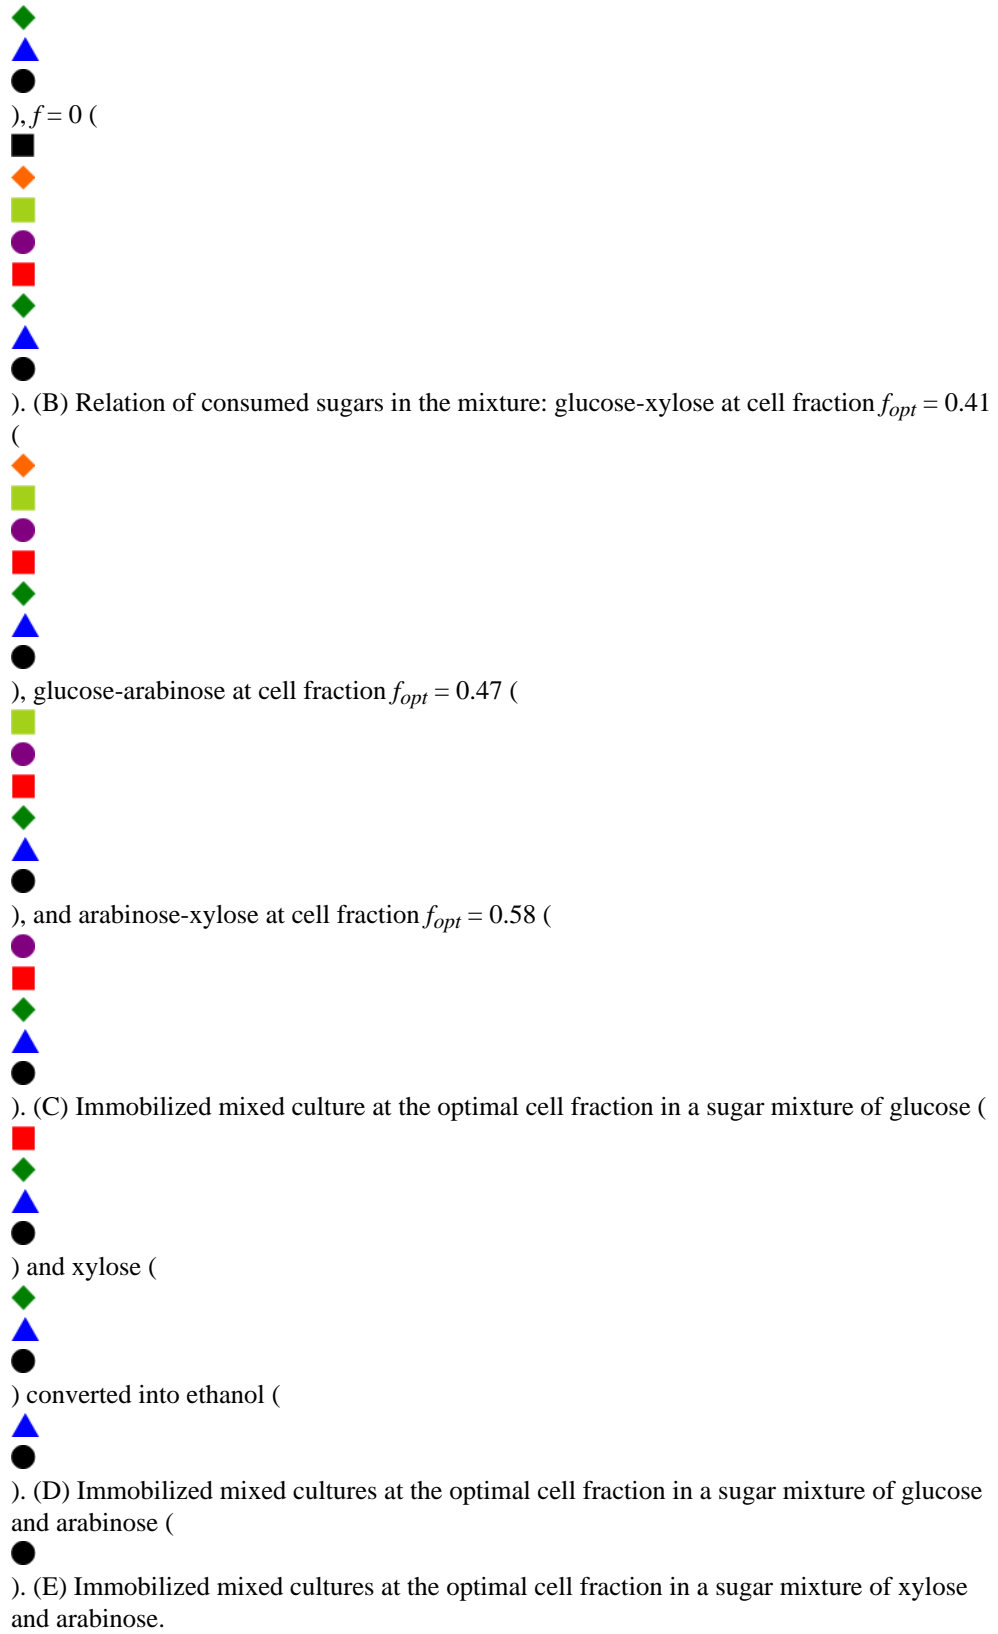 ), f = 0 (
). (B) Relation of consumed sugars in the mixture: glucose-xylose at cell fraction f_opt = 0.41
(
), glucose-arabinose at cell fraction f_opt = 0.47 (
), and arabinose-xylose at cell fraction f_opt = 0.58 (
). (C) Immobilized mixed culture at the optimal cell fraction in a sugar mixture of glucose (
) and xylose (
) converted into ethanol (
). (D) Immobilized mixed cultures at the optimal cell fraction in a sugar mixture of glucose
and arabinose (
). (E) Immobilized mixed cultures at the optimal cell fraction in a sugar mixture of xylose
and arabinose.